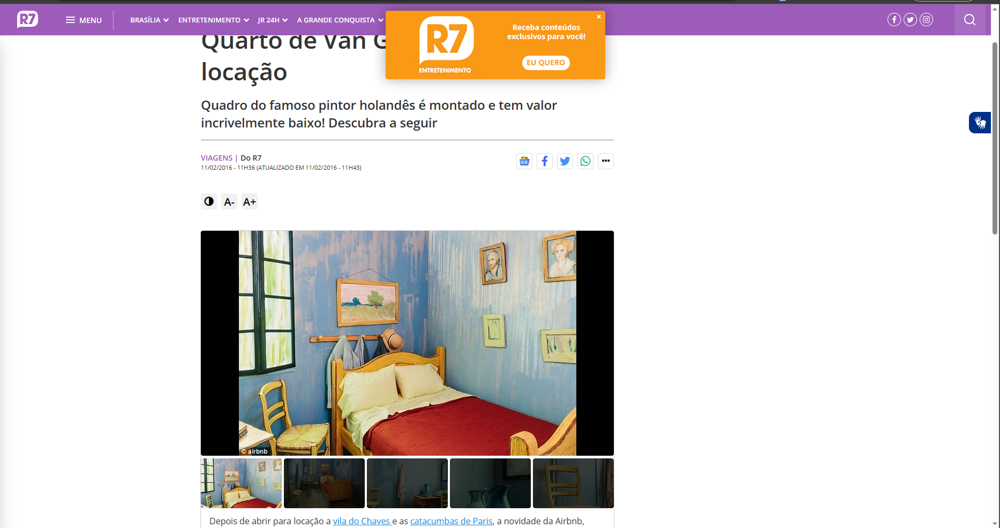 R7
MENU
BRASÍLIA
ENTRETENIMENTO
JR 24H
A GRANDE CONQUISTA
R7
ENTRETENIMENTO
Receba conteúdos
exclusivos para você!
EU QUERO
×
Quarto de Van G
locação
Quadro do famoso pintor holandês é montado e tem valor
incrivelmente baixo! Descubra a seguir
VIAGENS | Do R7
11/02/2016 - 11H36 (ATUALIZADO EM 11/02/2016 - 11H43)
A- A+
© airbnb
Depois de abrir para locação a vila do Chaves e as catacumbas de Paris, a novidade da Airbnb,